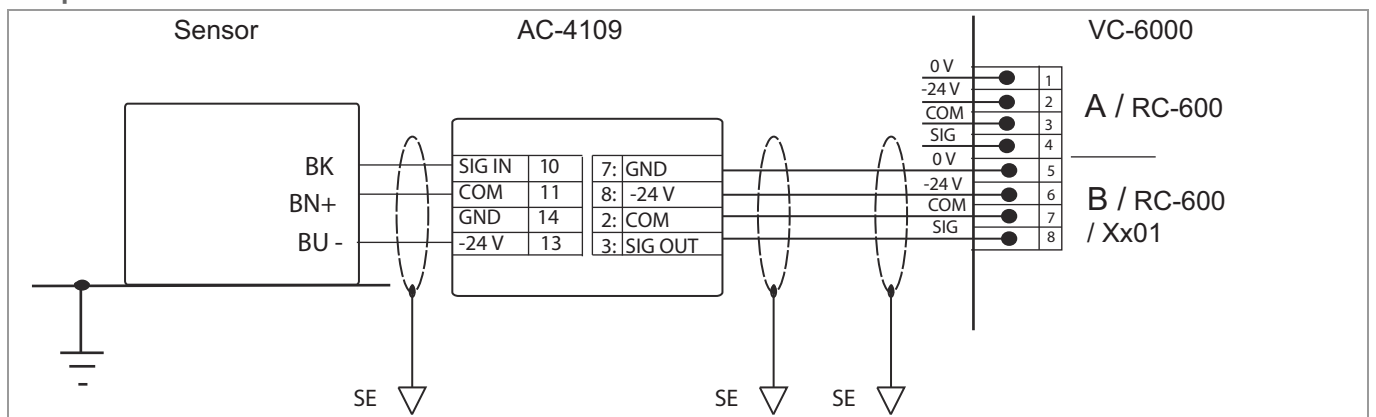 Sensor
AC-4109
VC-6000
BK
BN+
BU -
SIG IN 10
COM 11
GND 14
-24 V 13
7: GND
8: -24 V
2: COM
3: SIG OUT
0 V 1
-24 V 2
COM 3
SIG 4
0 V 5
-24 V 6
COM 7
SIG 8
A / RC-600
B / RC-600
/ Xx01
SE
SE
SE